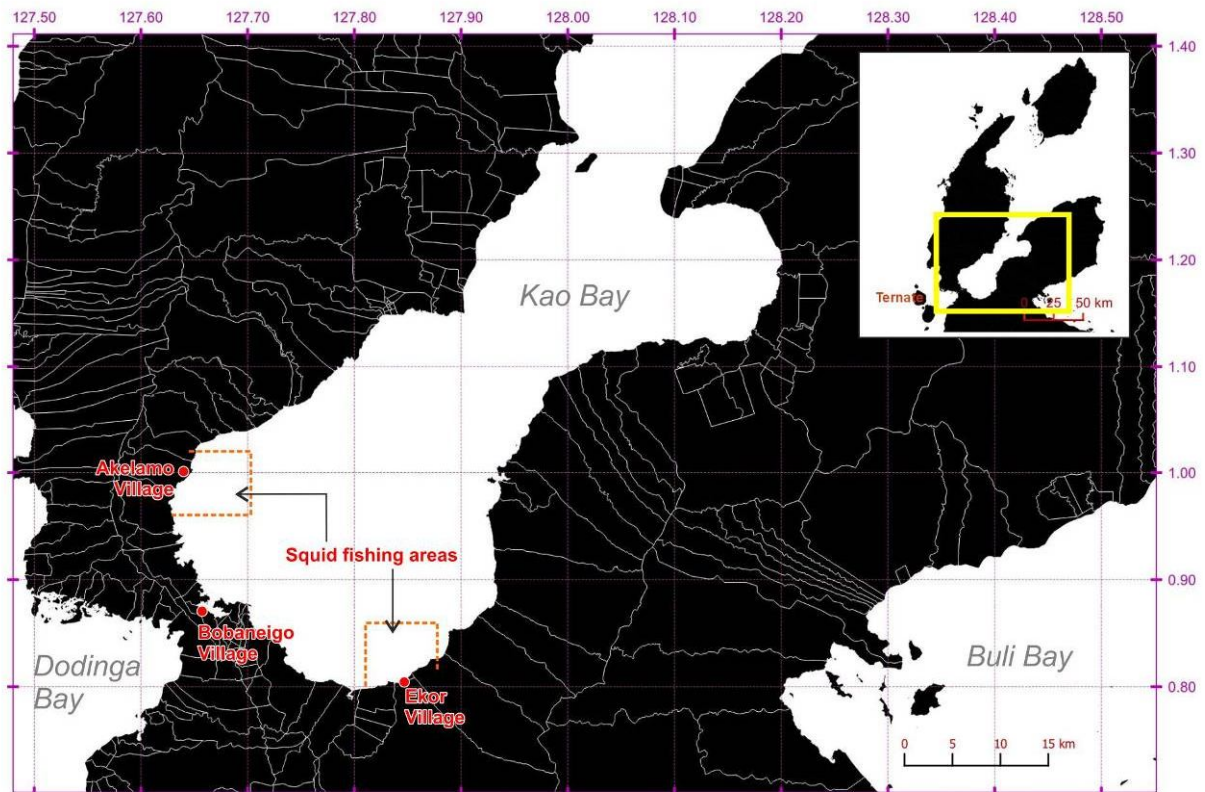 127.50 127.60 127.70 127.80 127.90 128.00 128.10 128.20 128.30 128.40 128.50
1.40
1.30
1.20
1.10
1.00
0.90
0.80
Ternate
0 25 50 km
Kao Bay
Akelamo
Village
Squid fishing areas
Bobaneigo
Village
Dodinga
Bay
Ekor
Village
Buli Bay
0 5 10 15 km